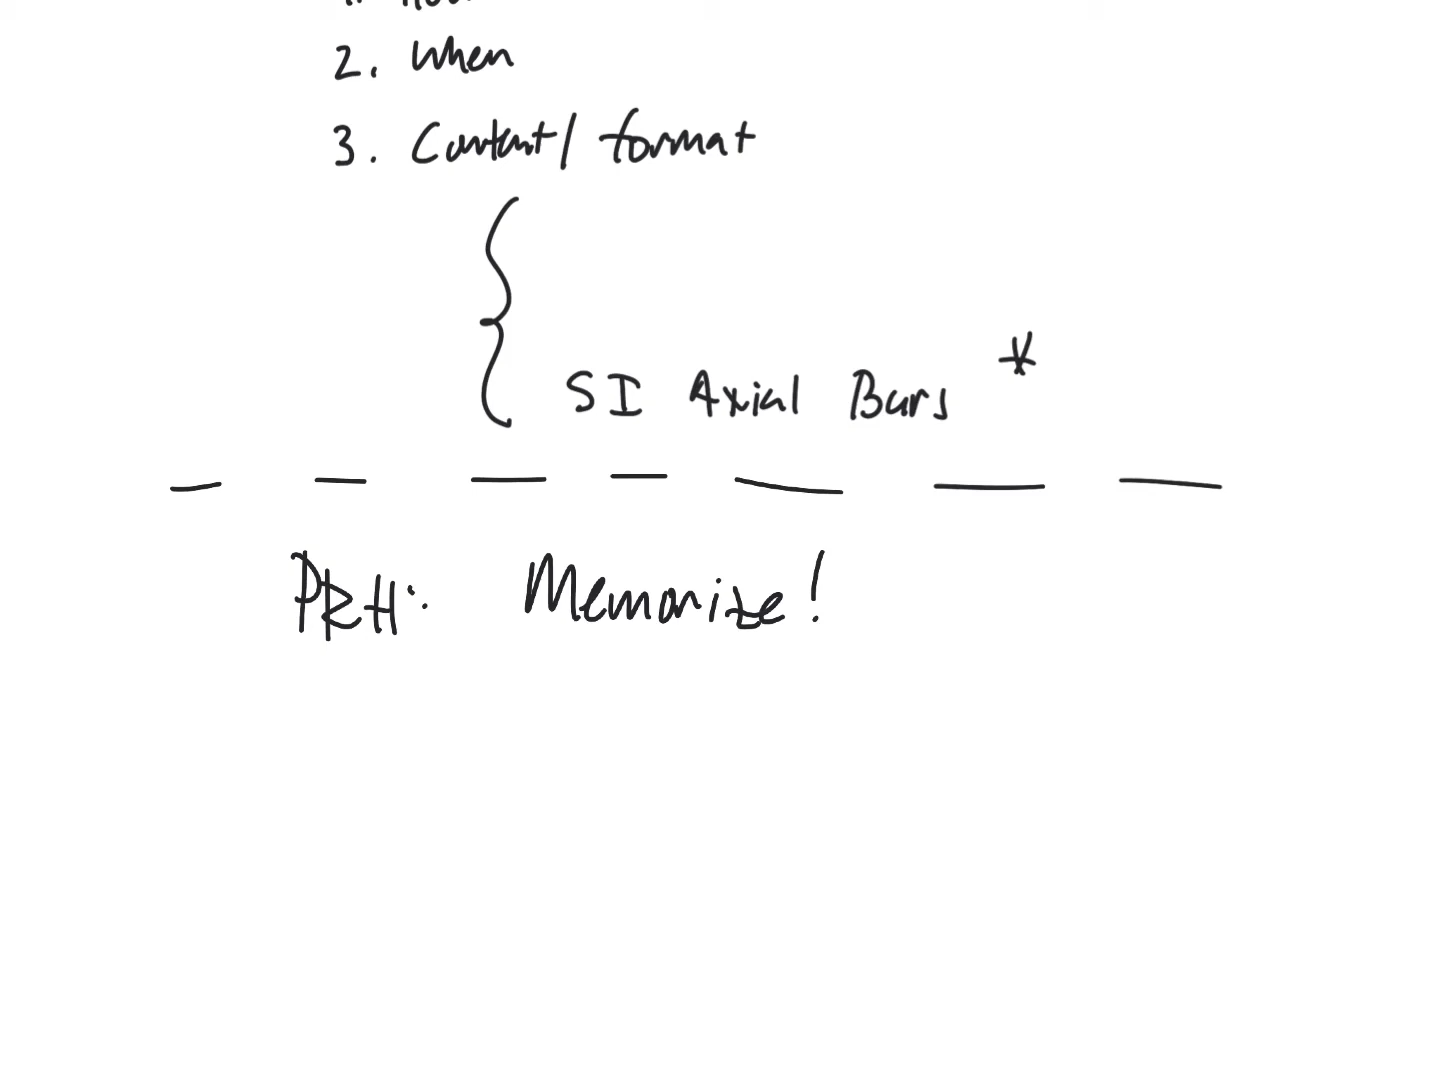 2. When
3. Content/ format
SI Axial Bars *
PRH: Memorize!